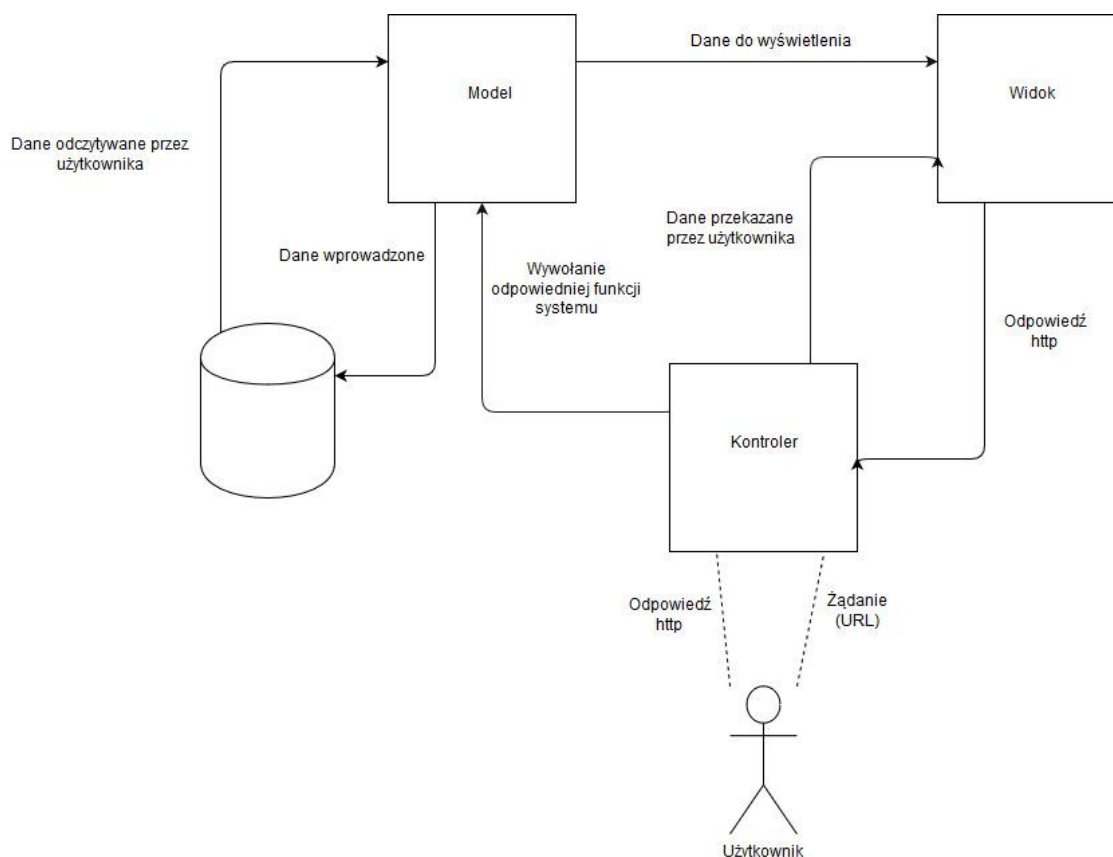 Dane do wyświetlenia
Model
Widok
Dane odczytywane przez
użytkownika
Dane przekazane
przez użytkownika
Dane wprowadzone
Wywołanie
odpowiedniej funkcji
systemu
Odpowiedź
http
Kontroler
Odpowiedź
http
Żądanie
(URL)
Użytkownik